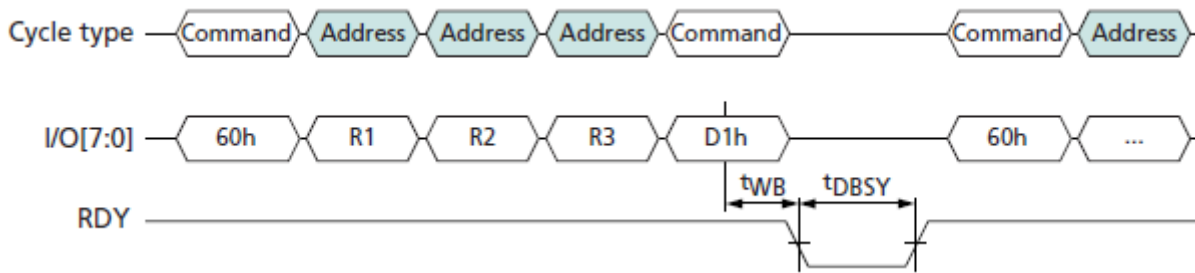 Cycle type Command Address Address Address Command Command Address
I/O[7:0] 60h R1 R2 R3 D1h 60h ...
tWB tDBSY
RDY